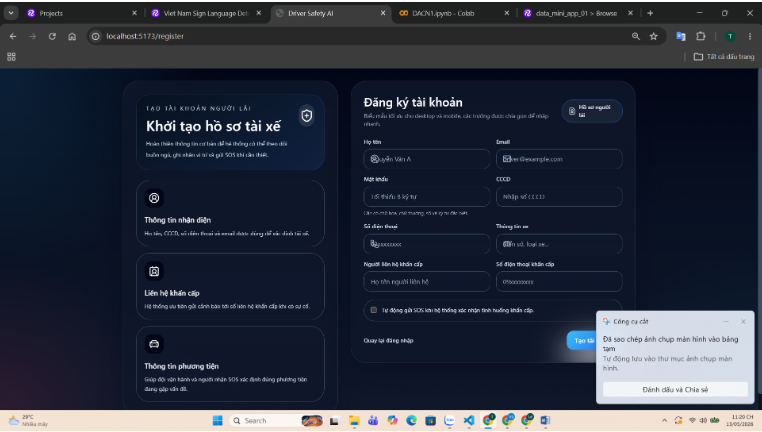 Projects
Viet Nam Sign Language Det
Driver Safety AI
DACN1.ipynb - Colab
data_mini_app_01 > Browse
localhost:5173/register
Tất cả dấu trang
TẠO TÀI KHOẢN NGƯỜI LÁI
Khởi tạo hồ sơ tài xế
Hoàn thiện thông tin cơ bản để hệ thống có thể theo dõi
buồn ngủ, ghi nhận vị trí và gửi SOS khi cần thiết.
Thông tin nhận diện
Họ tên, CCCD, số điện thoại và email được dùng để xác định tài xế.
Liên hệ khẩn cấp
Hệ thống ưu tiên gửi cảnh báo tới số liên hệ khẩn cấp khi có sự cố.
Thông tin phương tiện
Giúp đội vận hành và người nhận SOS xác định đúng phương tiện
đang gặp vấn đề.
Đăng ký tài khoản
Biểu mẫu tối ưu cho desktop và mobile, các trường được chia gọn để nhập
nhanh.
Hồ sơ người
lái
Họ tên
Email
uyễn Văn A
er@example.com
Mật khẩu
CCCD
Tối thiểu 8 ký tự
Nhập số CCCD
Cần có chữ hoa, chữ thường, số và ký tự đặc biệt.
Số điện thoại
Thông tin xe
xxxxxxx
n số, loại xe...
Người liên hệ khẩn cấp
Số điện thoại khẩn cấp
Họ tên người liên hệ
09xxxxxxxx
Tự động gửi SOS khi hệ thống xác nhận tình huống khẩn cấp.
Quay lại đăng nhập
Tạo tài
Công cụ cắt
Đã sao chép ảnh chụp màn hình vào bảng
tạm
Tự động lưu vào thư mục ảnh chụp màn
hình.
Đánh dấu và Chia sẻ
29°C
Nhiều mây
Search
11:20 CH
13/05/2026